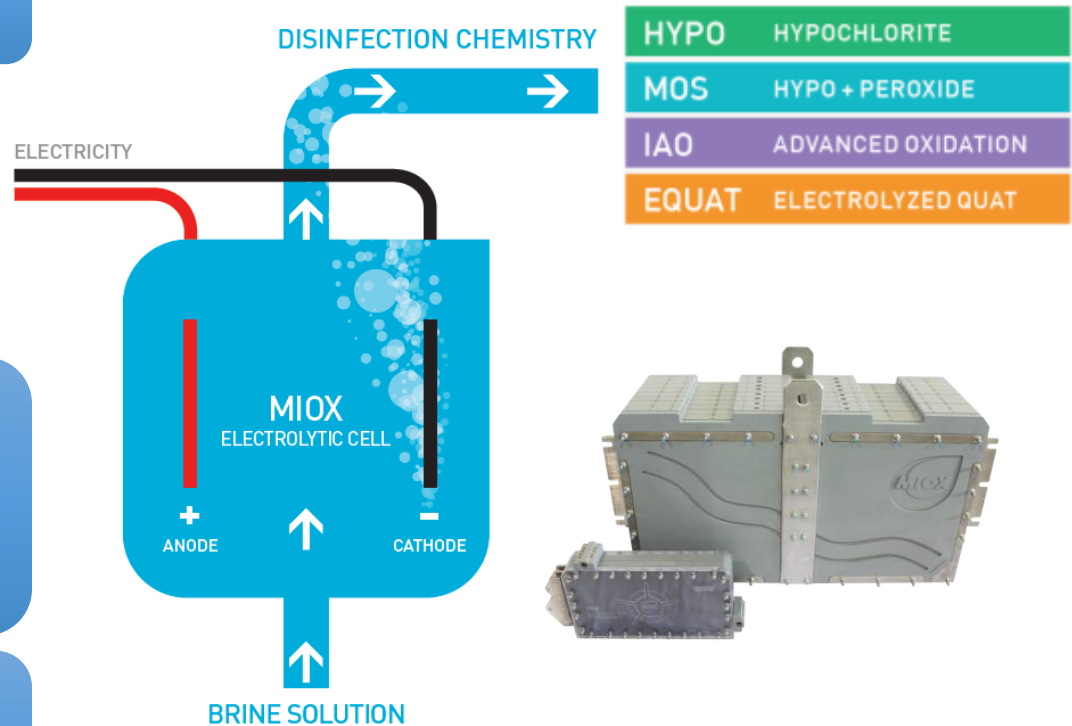 DISINFECTION CHEMISTRY
HYPO HYPOCHLORITE
MOS HYPO + PEROXIDE
IAO ADVANCED OXIDATION
EQUAT ELECTROLYZED QUAT
ELECTRICITY
MIOX
ELECTROLYTIC CELL
+
-
ANODE
CATHODE
MIOX
BRINE SOLUTION